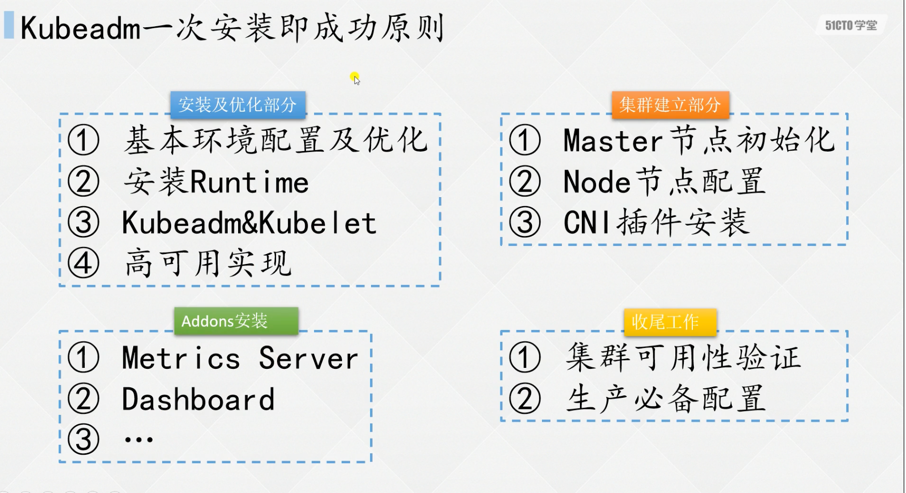 Kubeadm一次安装即成功原则
51CTO学堂
安装及优化部分
① 基本环境配置及优化
② 安装Runtime
③ Kubeadm&Kubelet
④ 高可用实现
集群建立部分
① Master节点初始化
② Node节点配置
③ CNI插件安装
Addons安装
① Metrics Server
② Dashboard
③ …
收尾工作
① 集群可用性验证
② 生产必备配置